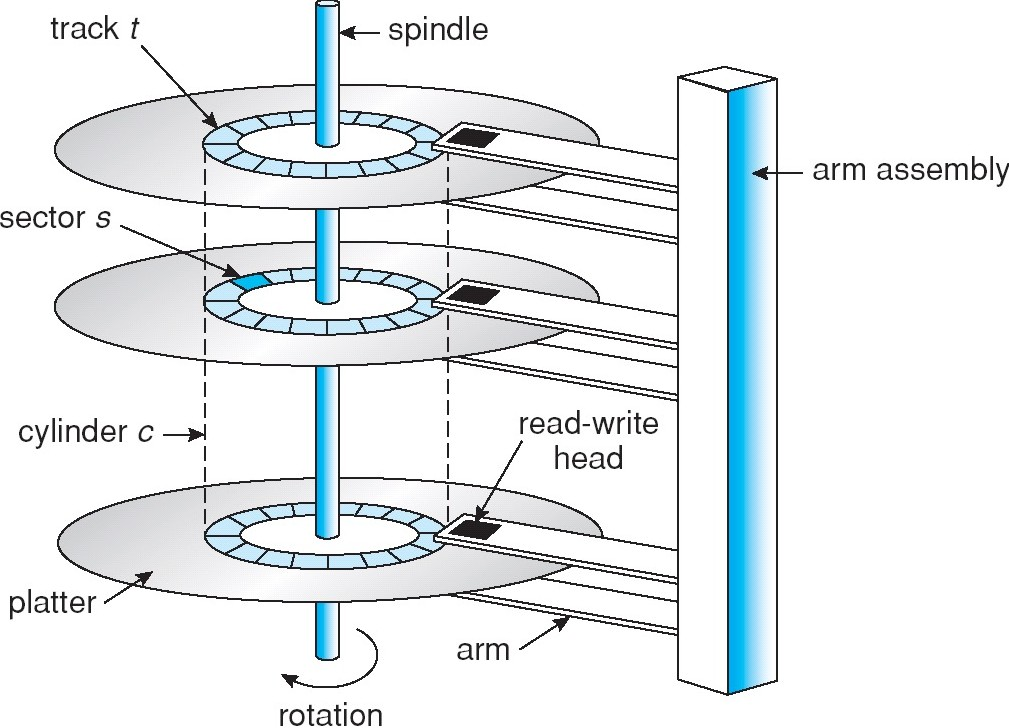 track t
spindle
arm assembly
sector s
cylinder c
read-write
head
platter
arm
rotation